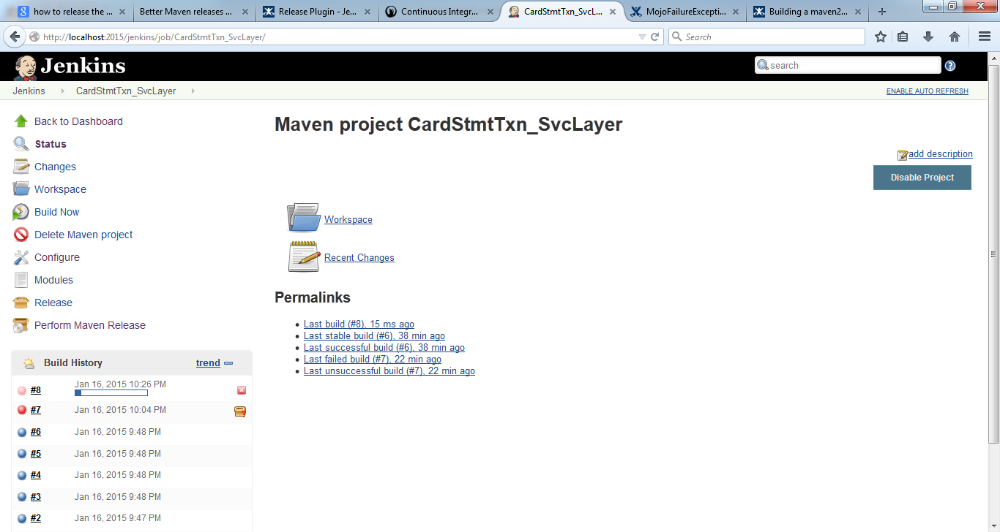 how to release the ...
Better Maven releases ...
Release Plugin - Je...
Continuous Integr...
CardStmtTxn_SvcL...
MojoFailureExcepti...
Building a maven2...
http://localhost:2015/jenkins/job/CardStmtTxn_SvcLayer/
Search
Jenkins
search
Jenkins
CardStmtTxn_SvcLayer
ENABLE AUTO REFRESH
Back to Dashboard
Status
Changes
Workspace
Build Now
Delete Maven project
Configure
Modules
Release
Perform Maven Release
Maven project CardStmtTxn_SvcLayer
add description
Disable Project
Workspace
Recent Changes
Permalinks
Last build (#8), 15 ms ago
Last stable build (#6), 38 min ago
Last successful build (#6), 38 min ago
Last failed build (#7), 22 min ago
Last unsuccessful build (#7), 22 min ago
Build History trend
#8 Jan 16, 2015 10:26 PM
#7 Jan 16, 2015 10:04 PM
#6 Jan 16, 2015 9:48 PM
#5 Jan 16, 2015 9:48 PM
#4 Jan 16, 2015 9:48 PM
#3 Jan 16, 2015 9:48 PM
#2 Jan 16, 2015 9:47 PM